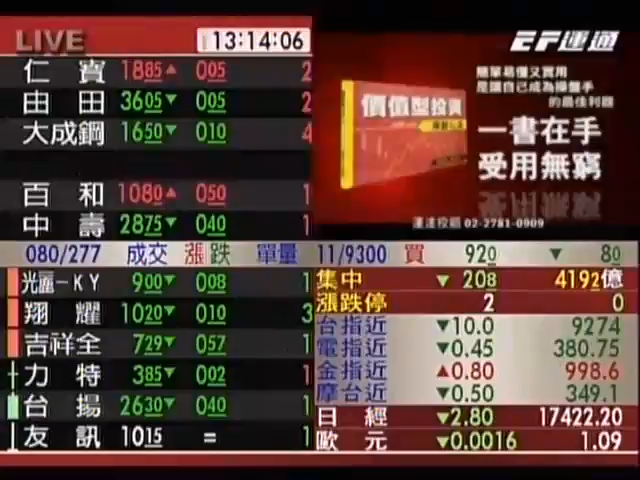 LIVE 13:14:06
仁寶 1885▲ 005 2
由田 3605▼ 005 2
大成鋼 1650▼ 010 4
百和 1080▲ 050 1
中壽 2875▼ 040 1
080/277 成交 漲跌 單量
光麗-KY 900▼ 008 1
翔耀 1020▼ 010 3
吉祥全 729▼ 057 1
力特 385▼ 002 1
台揚 2630▼ 040 1
友訊 1015 = 1
EF運通
簡單易懂又實用
是讓自己成為操盤手
的最佳利器
價值型投資
一書在手
受用無窮
運達投顧 02-2781-0909
11/9300 買 920 ▼ 80
集中 ▼ 208 4192億
漲跌停 2 0
台指近 ▼10.0 9274
電指近 ▼0.45 380.75
金指近 ▲0.80 998.6
摩台近 ▼0.50 349.1
日經 ▼2.80 17422.20
歐元 ▼0.0016 1.09